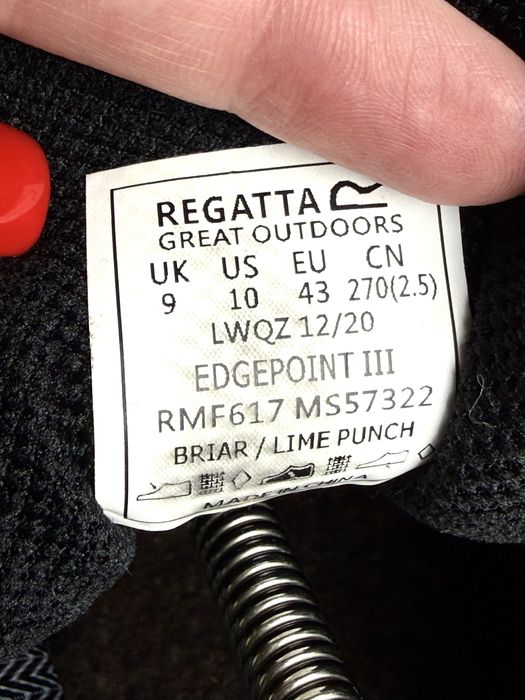 REGATTA
GREAT OUTDOORS
UK US EU CN
9 10 43 270(2.5)
LWQZ 12/20
EDGEPOINT III
RMF617 MS57322
BRIAR / LIME PUNCH
MADE IN CHINA